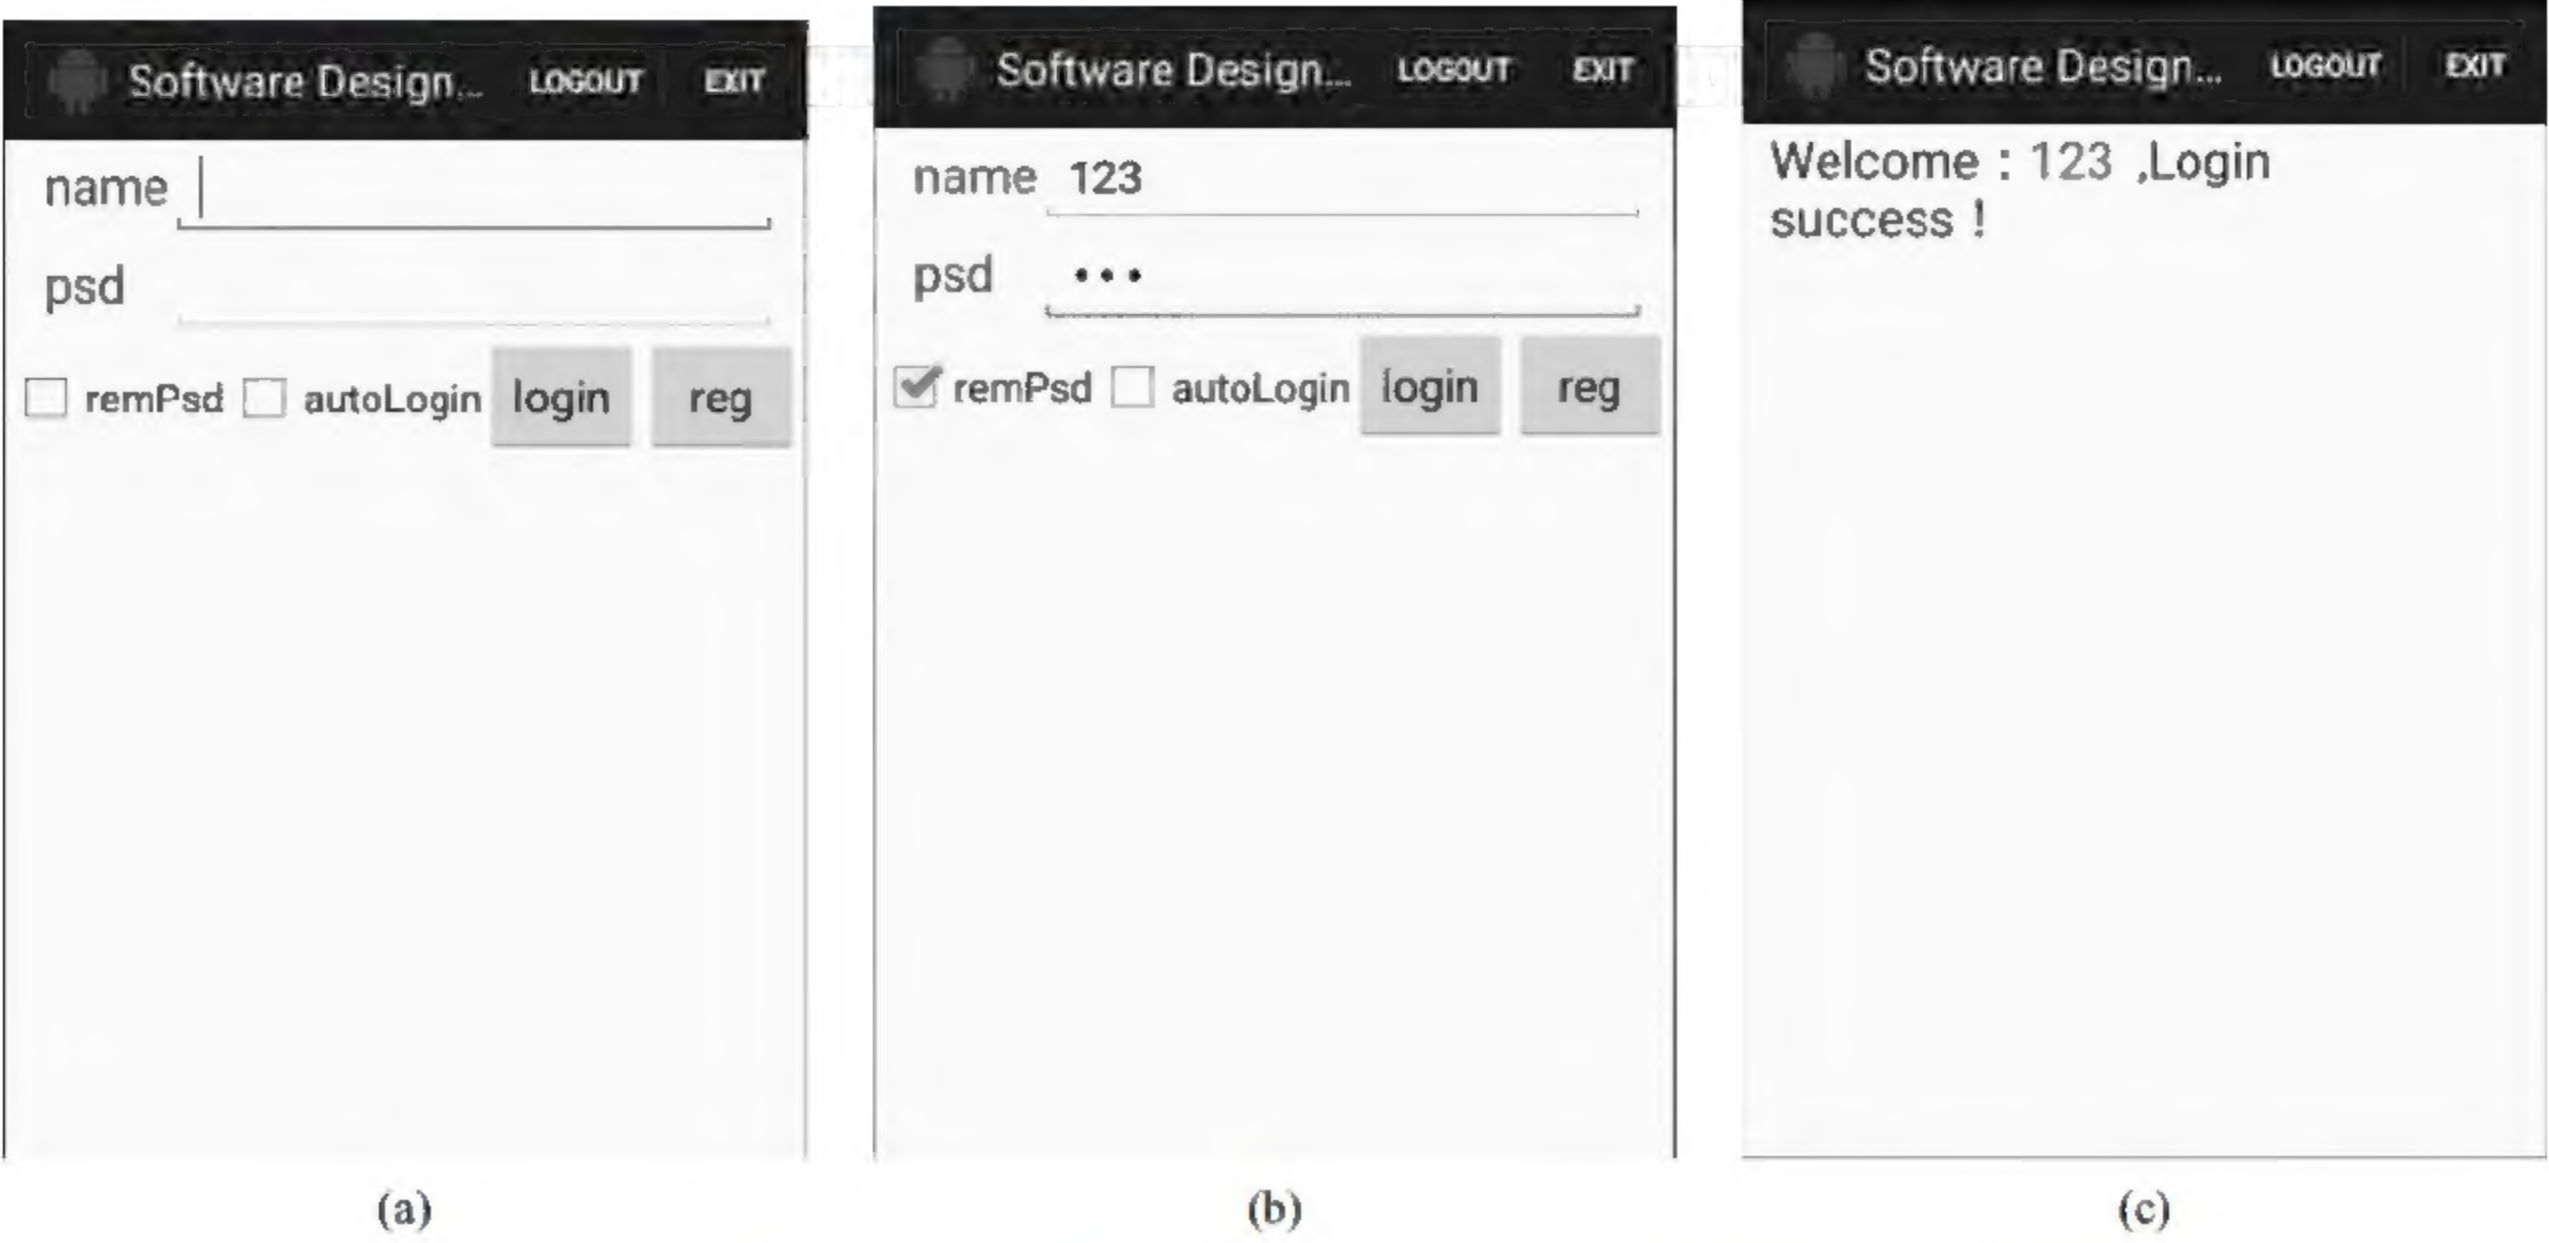 Software Design... LOGOUT EXIT
name
psd
remPsd autoLogin login reg
(a)
Software Design... LOGOUT EXIT
name 123
psd •••
remPsd autoLogin login reg
(b)
Software Design... LOGOUT EXIT
Welcome : 123 ,Login
success !
(c)